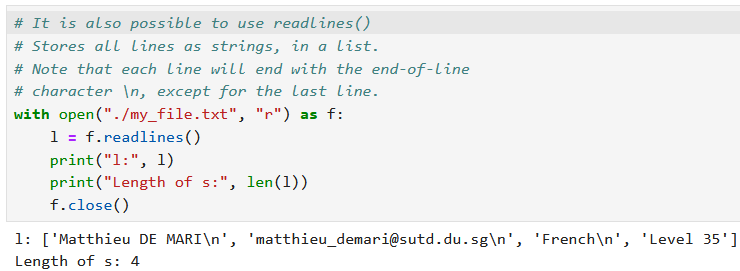 # It is also possible to use readlines()
# Stores all lines as strings, in a list.
# Note that each line will end with the end-of-line
# character \n, except for the last line.
with open("./my_file.txt", "r") as f:
    l = f.readlines()
    print("l:", l)
    print("Length of s:", len(l))
    f.close()
l: ['Matthieu DE MARI\n', 'matthieu_demari@sutd.du.sg\n', 'French\n', 'Level 35']
Length of s: 4